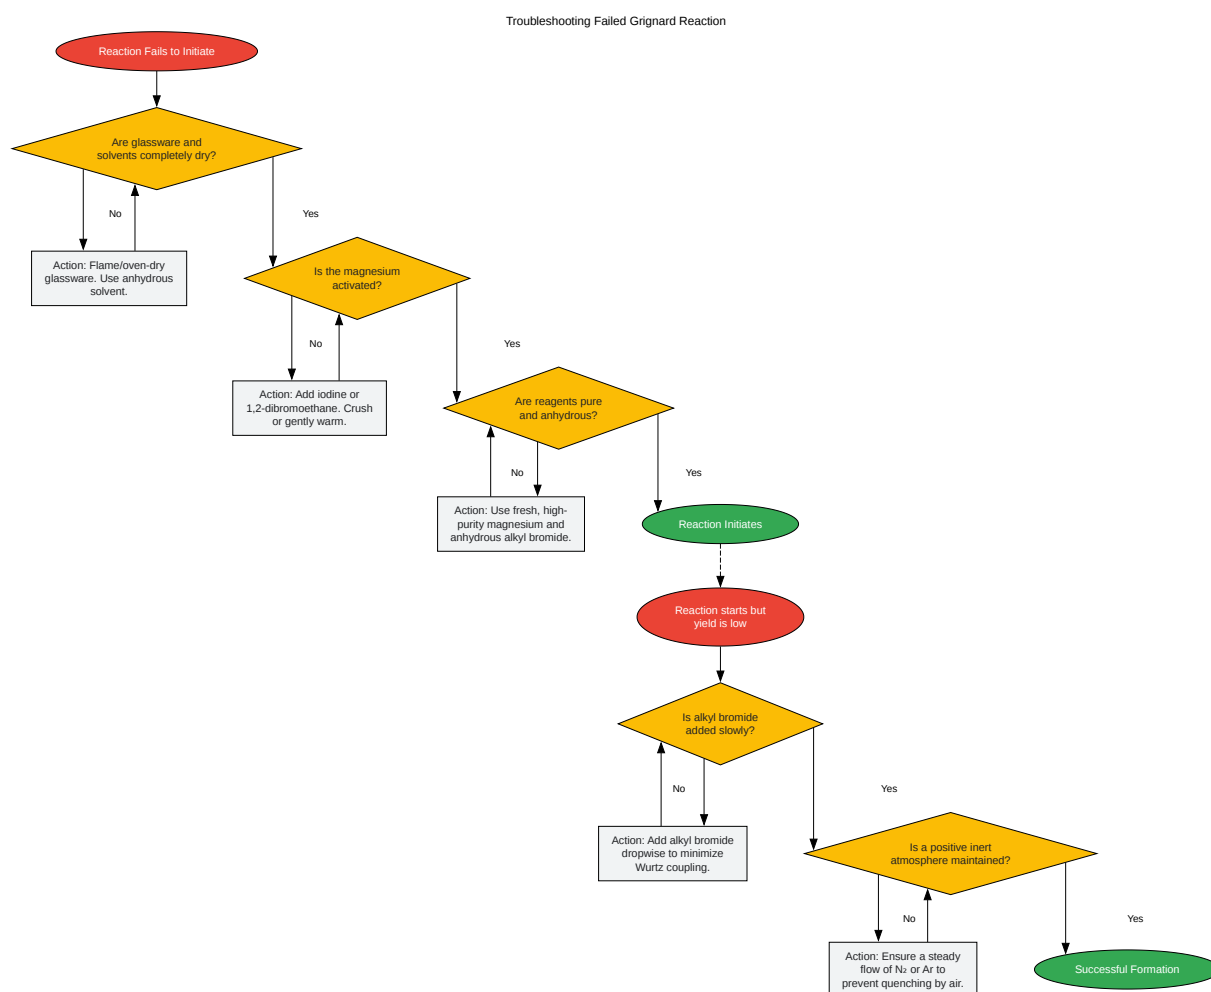 Troubleshooting Failed Grignard Reaction
Reaction Fails to Initiate
Are glassware and
solvents completely dry?
No
Yes
Action: Flame/oven-dry
glassware. Use anhydrous
solvent.
Is the magnesium
activated?
No
Yes
Action: Add iodine or
1,2-dibromoethane. Crush
or gently warm.
Are reagents pure
and anhydrous?
No
Yes
Action: Use fresh, high-
purity magnesium and
anhydrous alkyl bromide.
Reaction Initiates
Reaction starts but
yield is low
Is alkyl bromide
added slowly?
No
Yes
Action: Add alkyl bromide
dropwise to minimize
Wurtz coupling.
Is a positive inert
atmosphere maintained?
No
Yes
Action: Ensure a steady
flow of N₂ or Ar to
prevent quenching by air.
Successful Formation